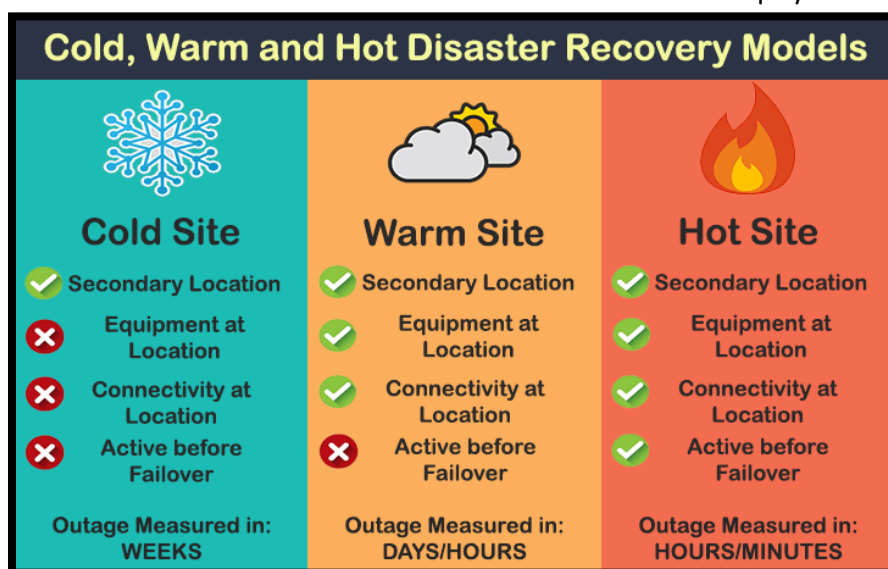 Cold, Warm and Hot Disaster Recovery Models
Cold Site
Secondary Location
Equipment at
Location
Connectivity at
Location
Active before
Failover
Outage Measured in:
WEEKS
Warm Site
Secondary Location
Equipment at
Location
Connectivity at
Location
Active before
Failover
Outage Measured in:
DAYS/HOURS
Hot Site
Secondary Location
Equipment at
Location
Connectivity at
Location
Active before
Failover
Outage Measured in:
HOURS/MINUTES